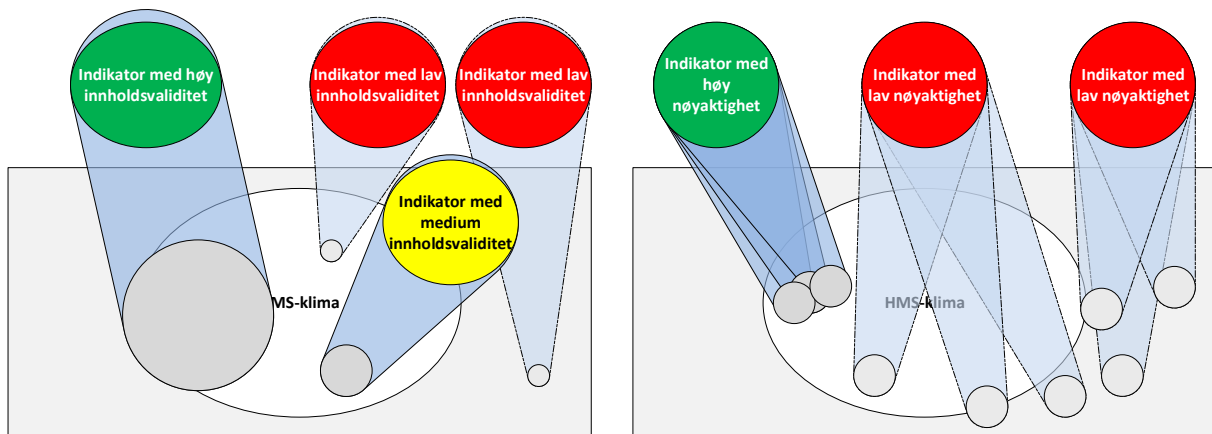 Indikator med høy
innholdsvaliditet
Indikator med lav
innholdsvaliditet
Indikator med lav
innholdsvaliditet
Indikator med
medium
innholdsvaliditet
MS-klima
Indikator med
høy
nøyaktighet
Indikator med
lav nøyaktighet
Indikator med
lav nøyaktighet
HMS-klima